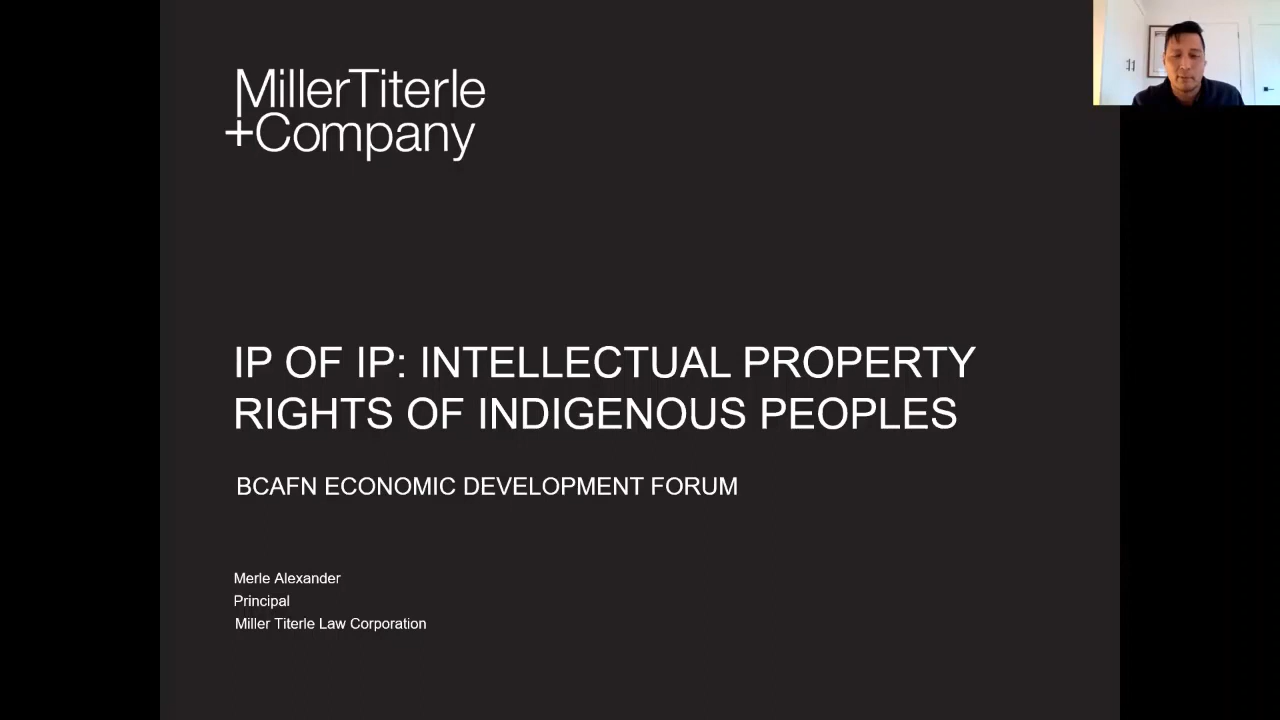 MillerTiterle
+Company
IP OF IP: INTELLECTUAL PROPERTY
RIGHTS OF INDIGENOUS PEOPLES
BCAFN ECONOMIC DEVELOPMENT FORUM
Merle Alexander
Principal
Miller Titerle Law Corporation